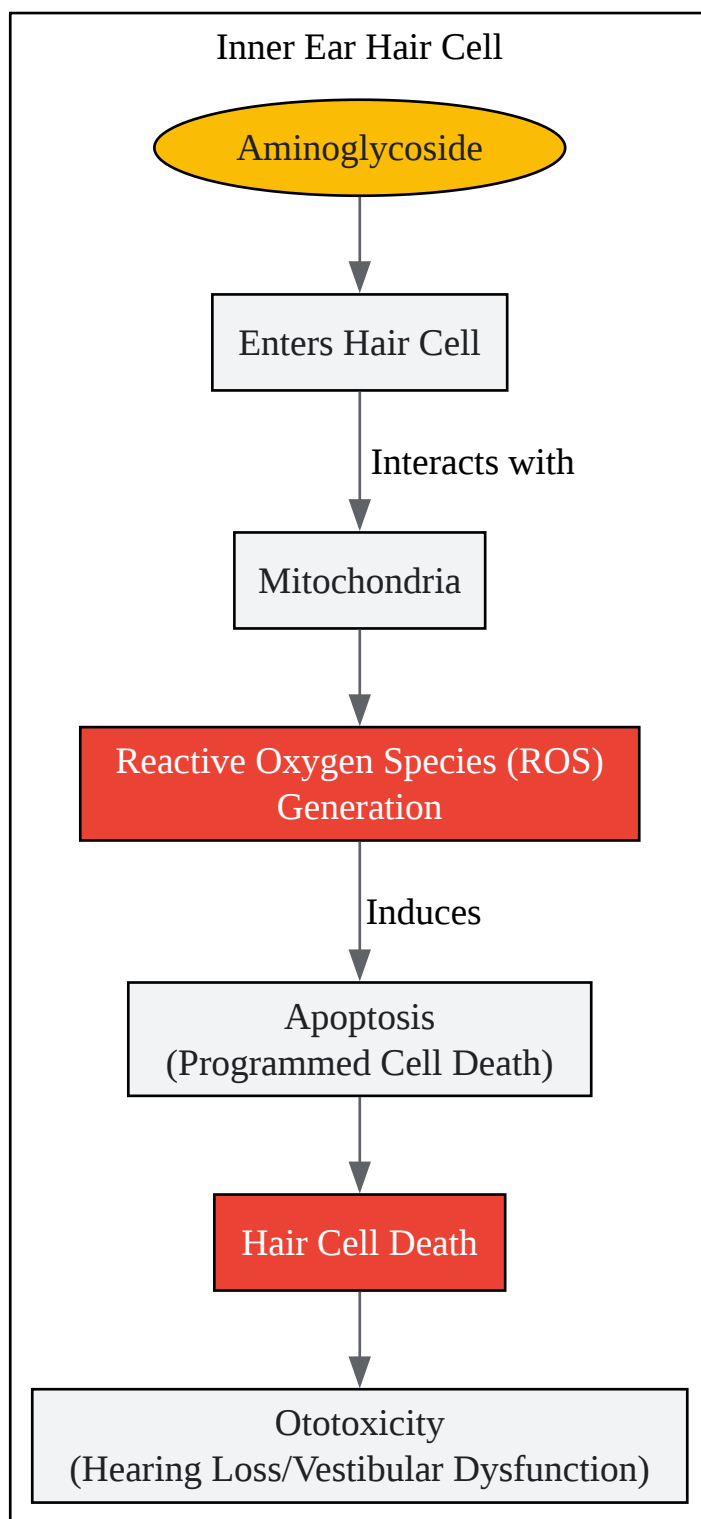 Inner Ear Hair Cell
Aminoglycoside
Enters Hair Cell
Interacts with
Mitochondria
Reactive Oxygen Species (ROS)
Generation
Induces
Apoptosis
(Programmed Cell Death)
Hair Cell Death
Ototoxicity
(Hearing Loss/Vestibular Dysfunction)